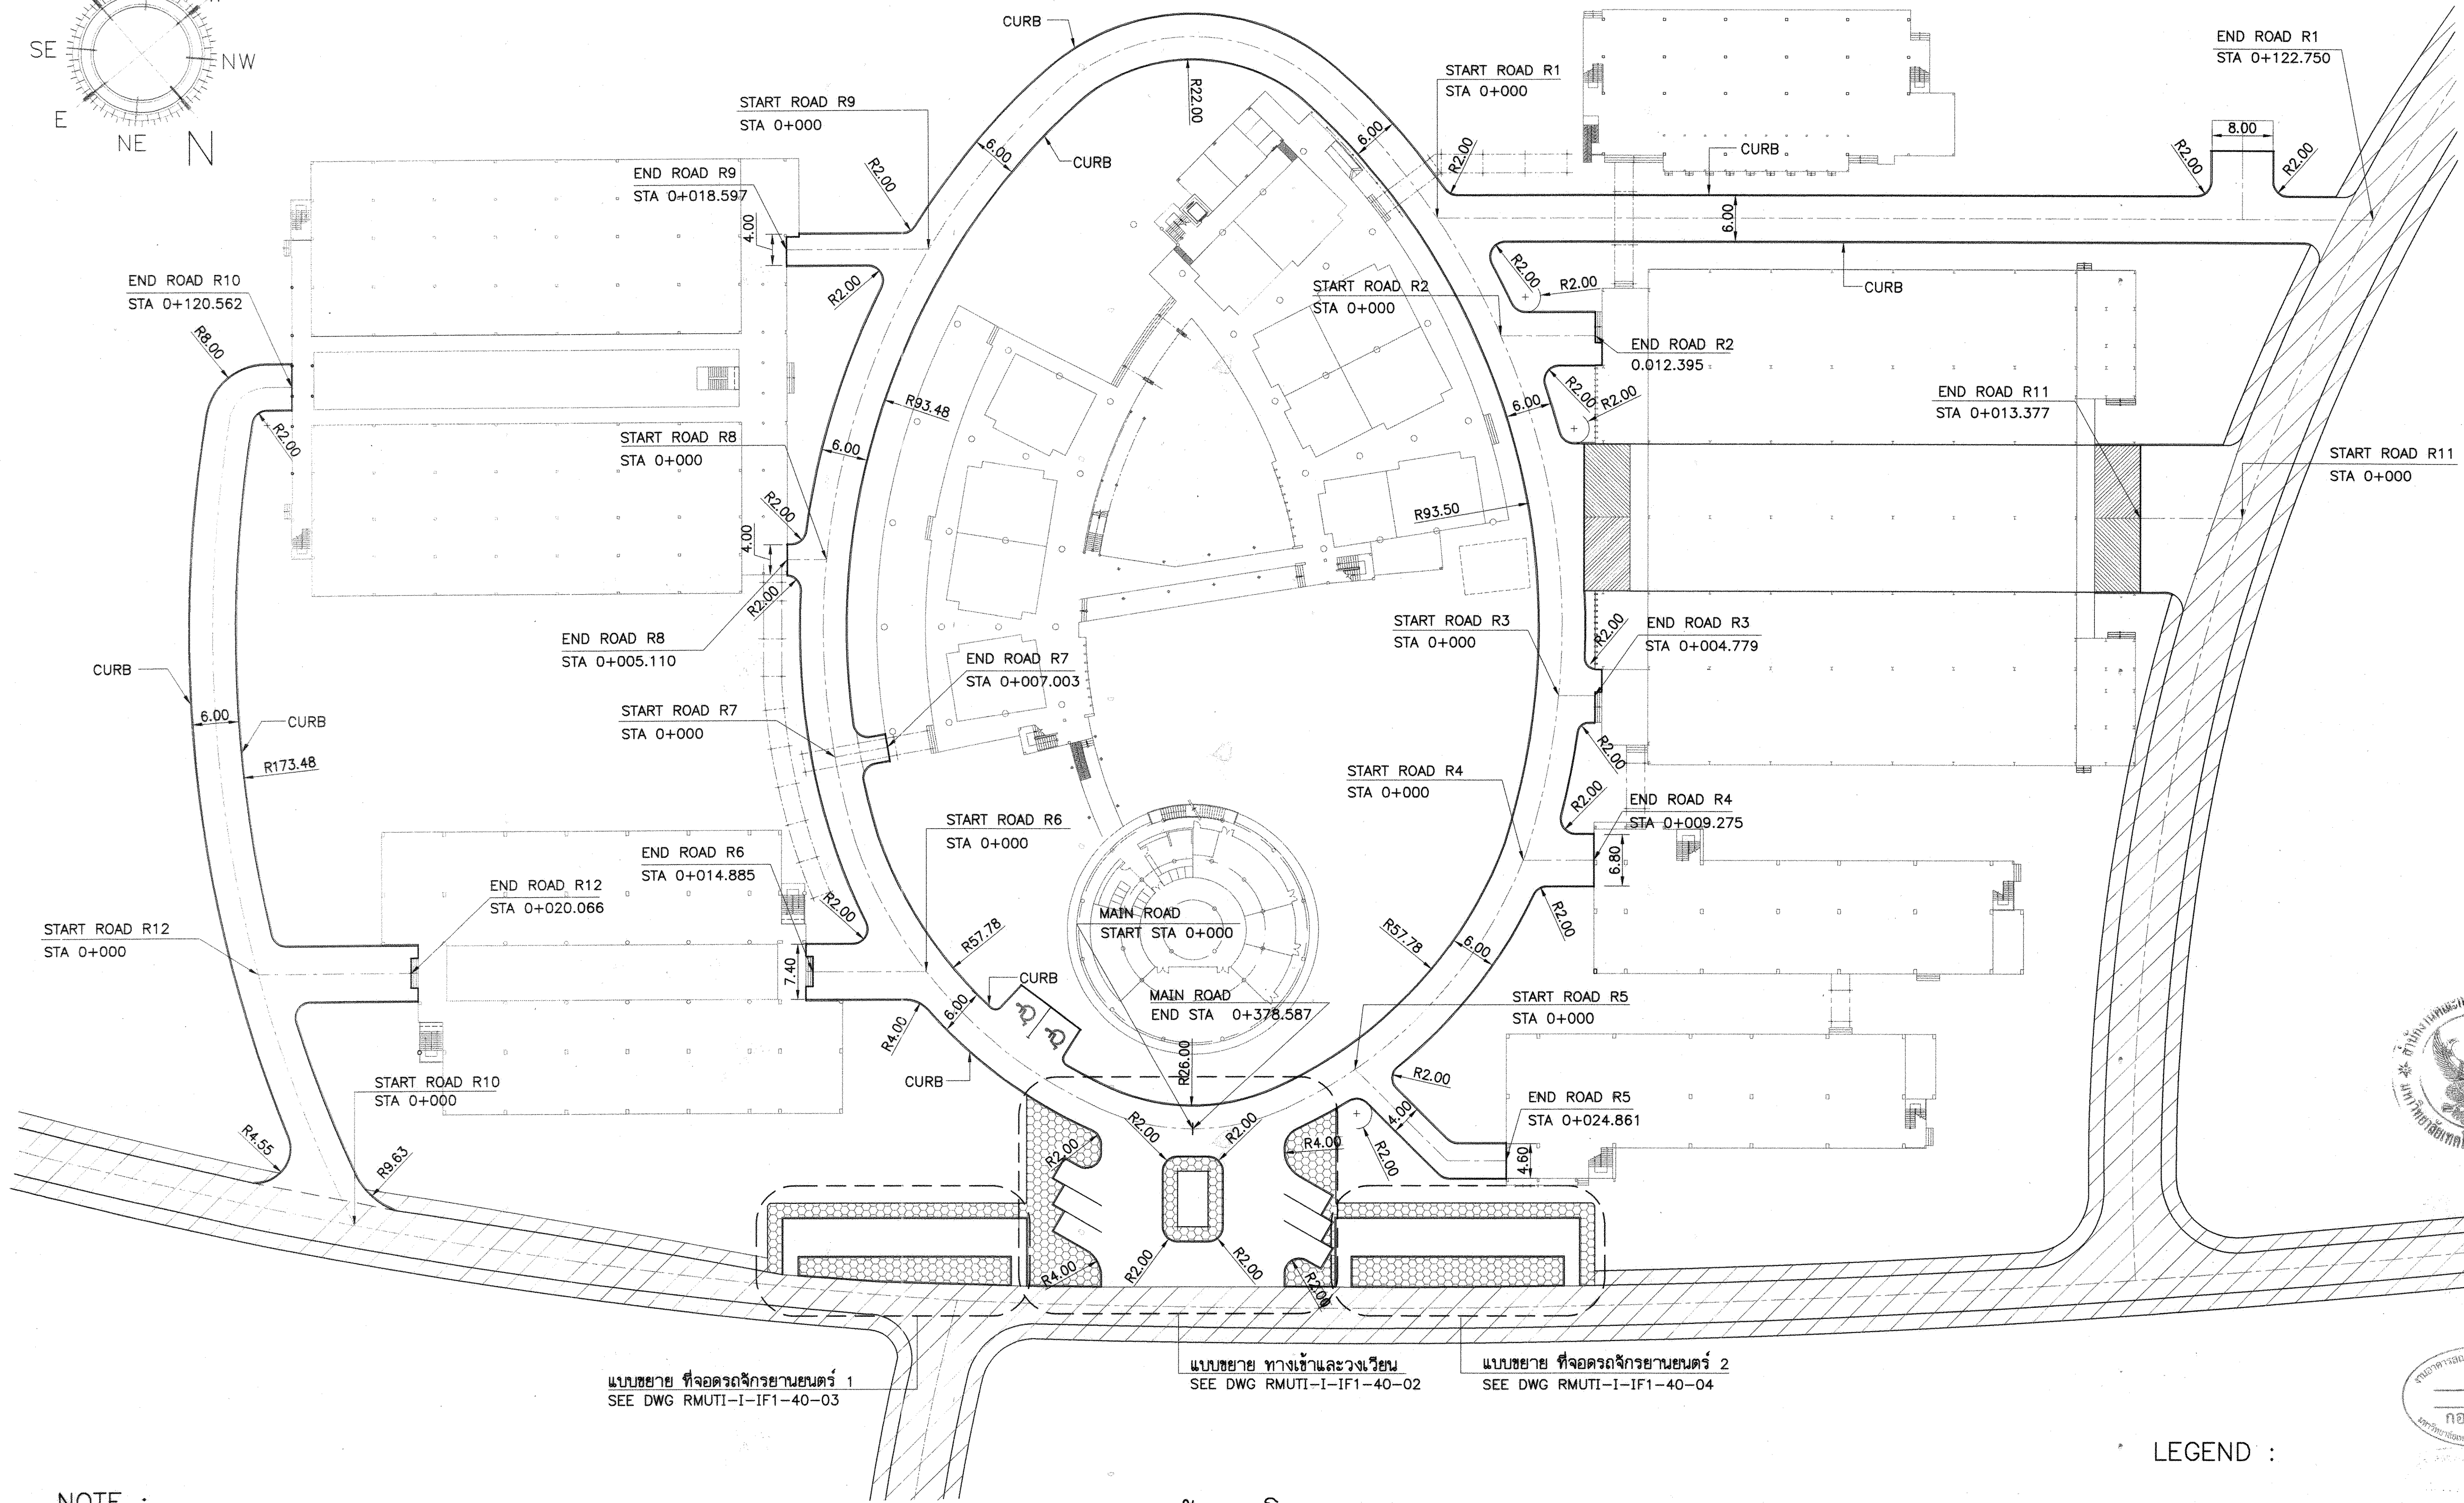 CURB
SE
NW
E
NE
N
END ROAD R1
STA 0+122.750
START ROAD R1
STA 0+000
START ROAD R9
STA 0+000
R22.00
6.00
6.00
CURB
R2.00
CURB
8.00
R2.00
R2.00
END ROAD R9
STA 0+018.597
R2.00
4.00
6.00
R2.00
END ROAD R10
STA 0+120.562
R2.00
R2.00
START ROAD R2
STA 0+000
CURB
R8.00
END ROAD R2
0.012.395
R93.48
R2.00
R2.00
6.00
END ROAD R11
STA 0+013.377
R2.00
START ROAD R8
STA 0+000
6.00
START ROAD R11
STA 0+000
R2.00
R93.50
4.00
R2.00
START ROAD R3
STA 0+000
R2.00
END ROAD R3
STA 0+004.779
END ROAD R8
STA 0+005.110
END ROAD R7
STA 0+007.003
CURB
6.00
CURB
START ROAD R7
STA 0+000
R173.48
R2.00
START ROAD R4
STA 0+000
R2.00
END ROAD R4
STA 0+009.275
START ROAD R6
STA 0+000
END ROAD R6
STA 0+014.885
6.80
END ROAD R12
STA 0+020.066
R2.00
MAIN ROAD
START STA 0+000
R2.00
START ROAD R12
STA 0+000
R57.78
R57.78
6.00
7.40
CURB
MAIN ROAD
END STA 0+378.587
START ROAD R5
STA 0+000
R4.00
6.00
R26.00
CURB
START ROAD R10
STA 0+000
R2.00
END ROAD R5
STA 0+024.861
4.00
R2.00
R2.00
R4.55
R2.00
R4.00
R2.00
4.60
R9.63
R4.00
R2.00
R2.00
R2.00
แบบขยาย ที่จอดรถจักรยานยนตร์ 1
SEE DWG RMUTI-I-IF1-40-03
แบบขยาย ทางเข้าและวงเวียน
SEE DWG RMUTI-I-IF1-40-02
แบบขยาย ที่จอดรถจักรยานยนตร์ 2
SEE DWG RMUTI-I-IF1-40-04
LEGEND :
NOTE :